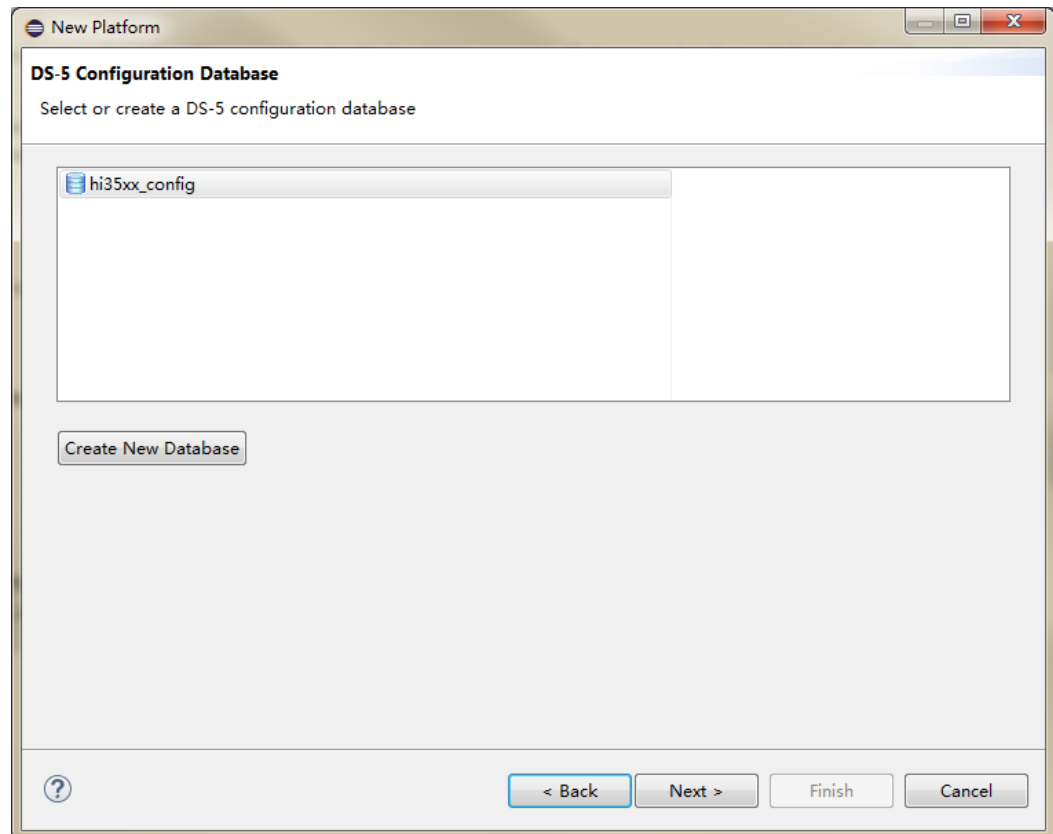 New Platform
DS-5 Configuration Database
Select or create a DS-5 configuration database
hi35xx_config
Create New Database
< Back Next > Finish Cancel